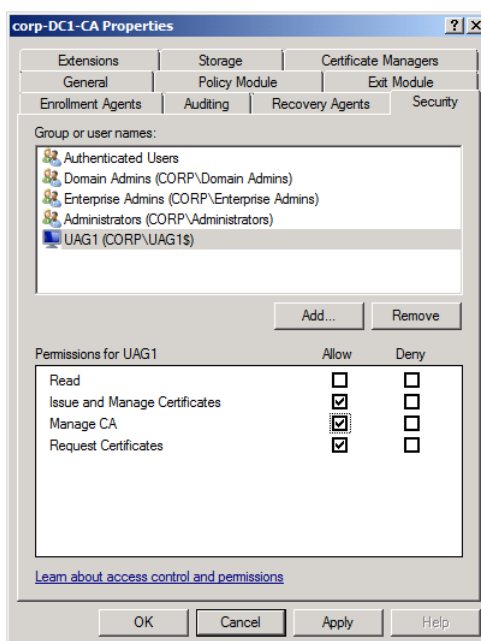 corp-DC1-CA Properties
Extensions Storage Certificate Managers
General Policy Module Exit Module
Enrollment Agents Auditing Recovery Agents Security
Group or user names:
Authenticated Users
Domain Admins (CORP\Domain Admins)
Enterprise Admins (CORP\Enterprise Admins)
Administrators (CORP\Administrators)
UAG1 (CORP\UAG1$)
Add... Remove
Permissions for UAG1 Allow Deny
Read
Issue and Manage Certificates
Manage CA
Request Certificates
Learn about access control and permissions
OK Cancel Apply Help